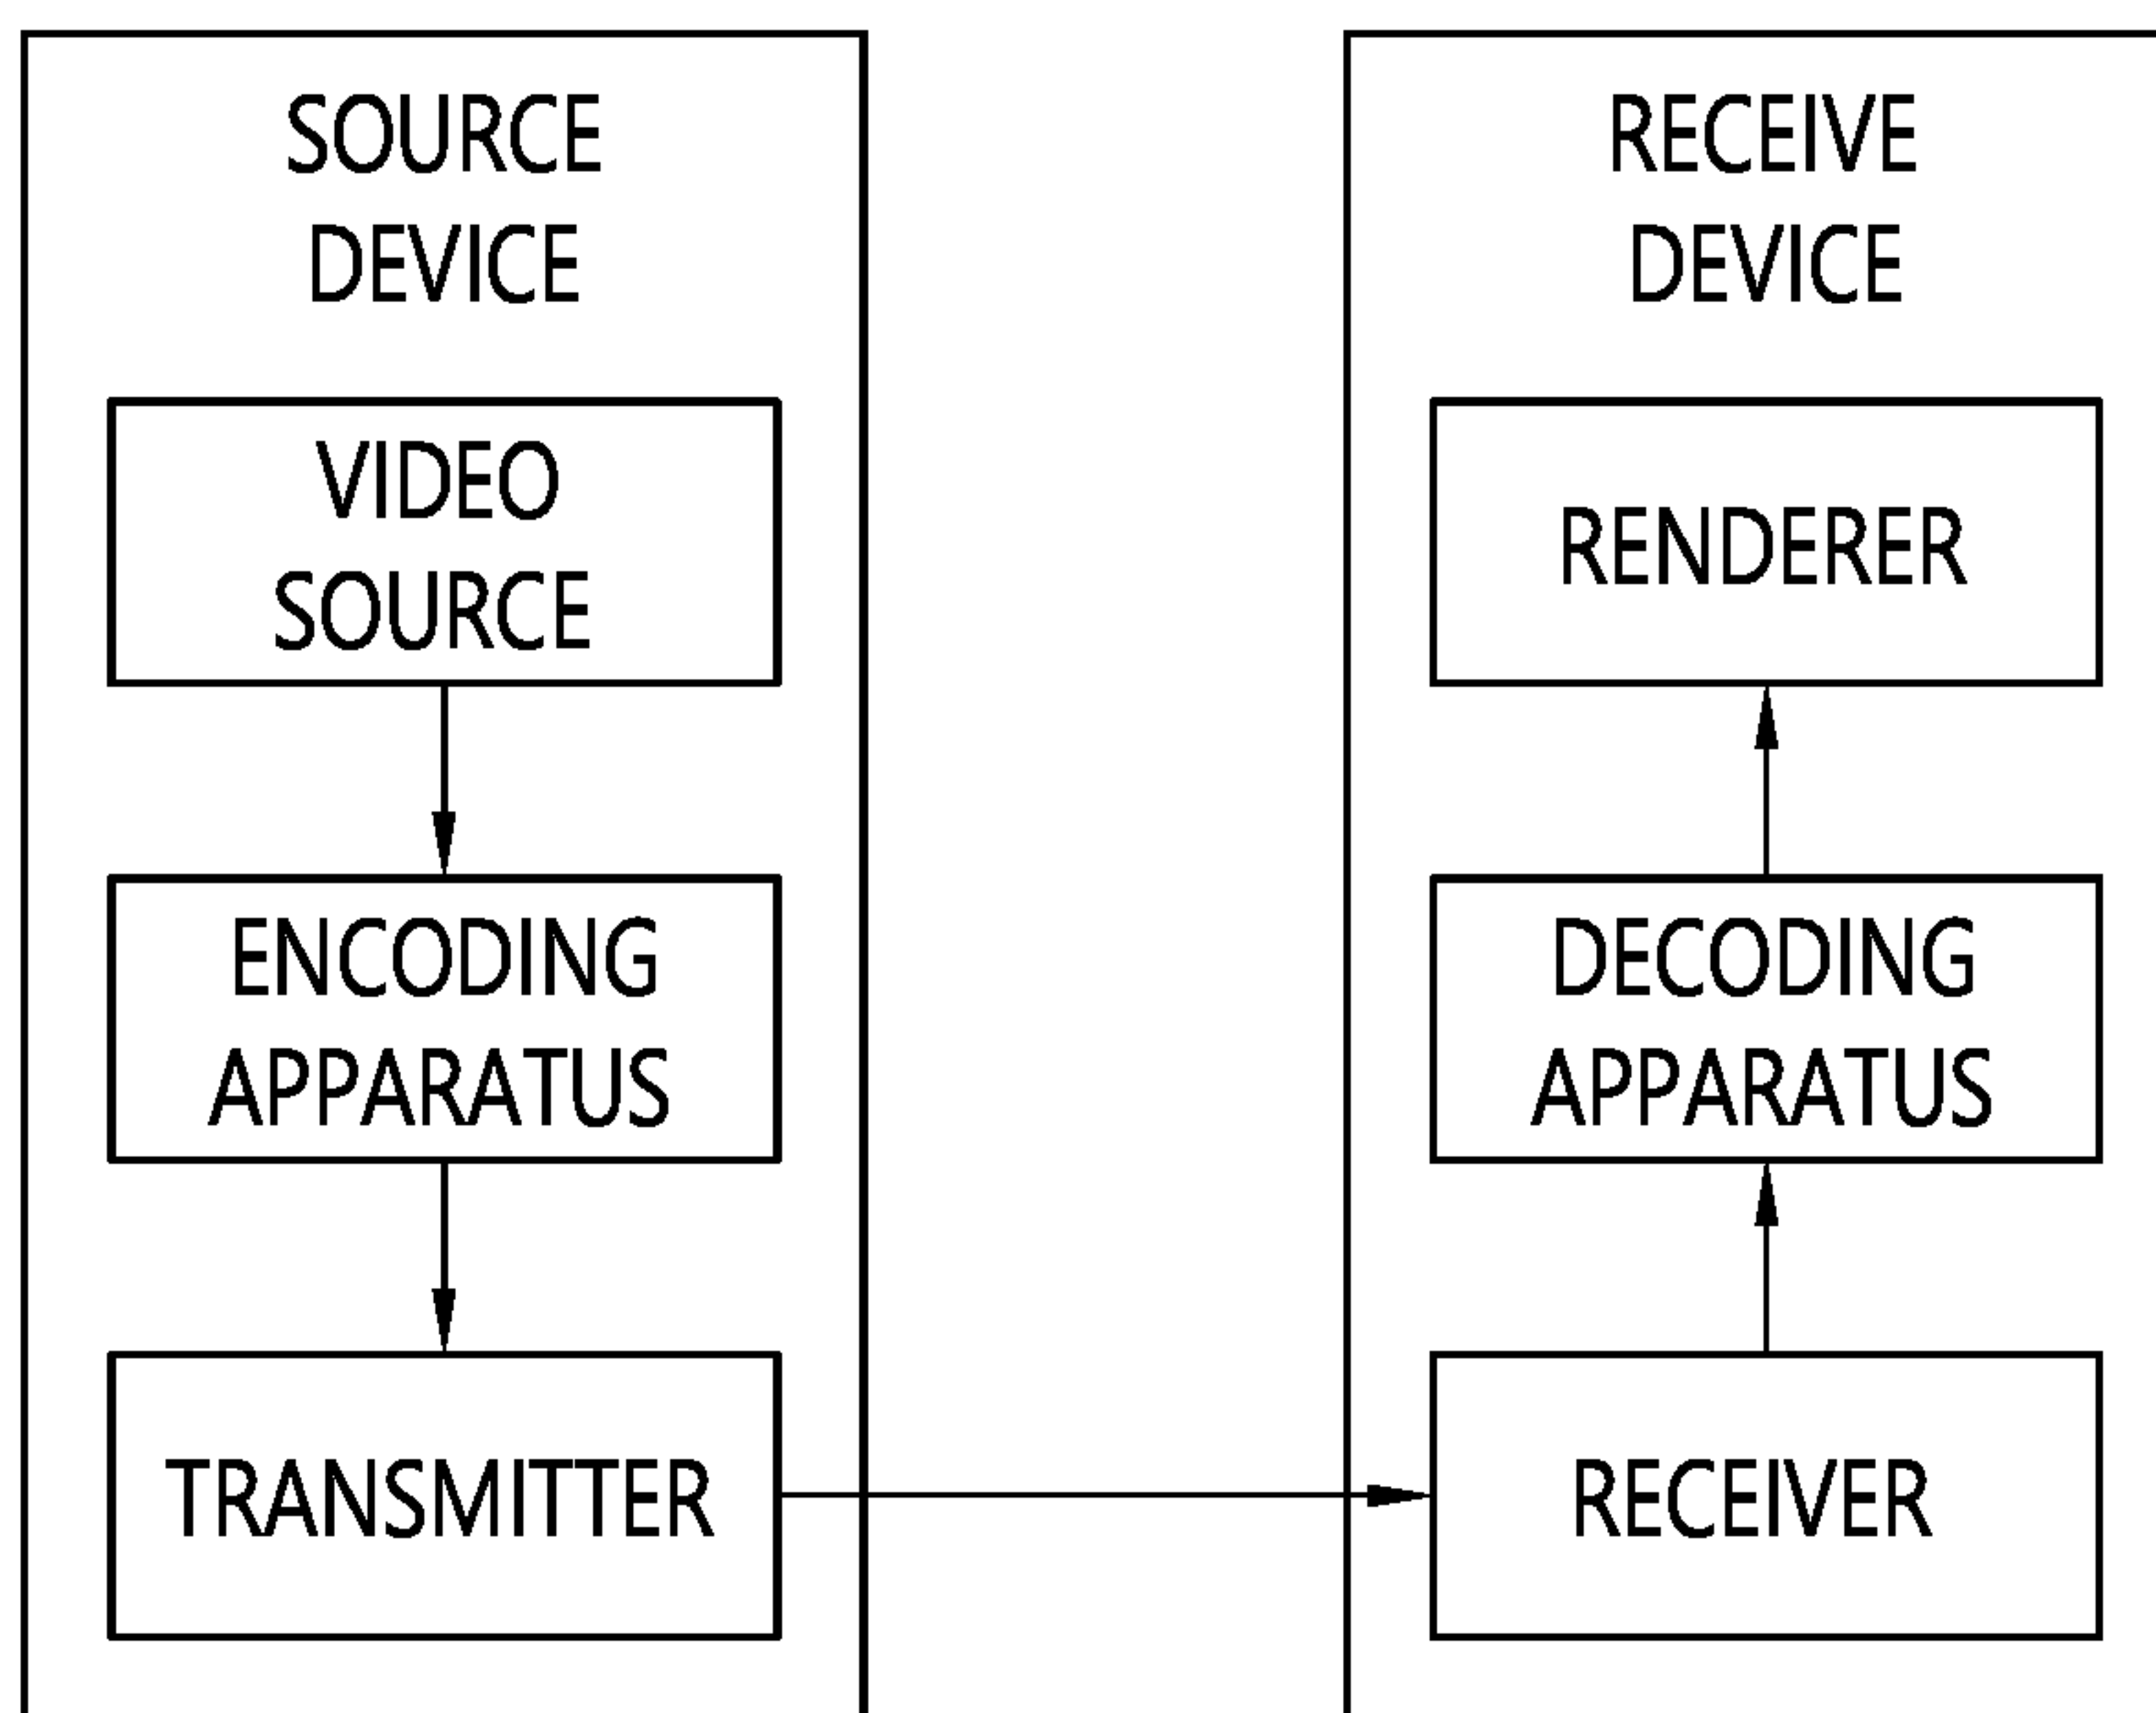 SOURCE
DEVICE
VIDEO
SOURCE
ENCODING
APPARATUS
TRANSMITTER
RECEIVE
DEVICE
RENDERER
DECODING
APPARATUS
RECEIVER